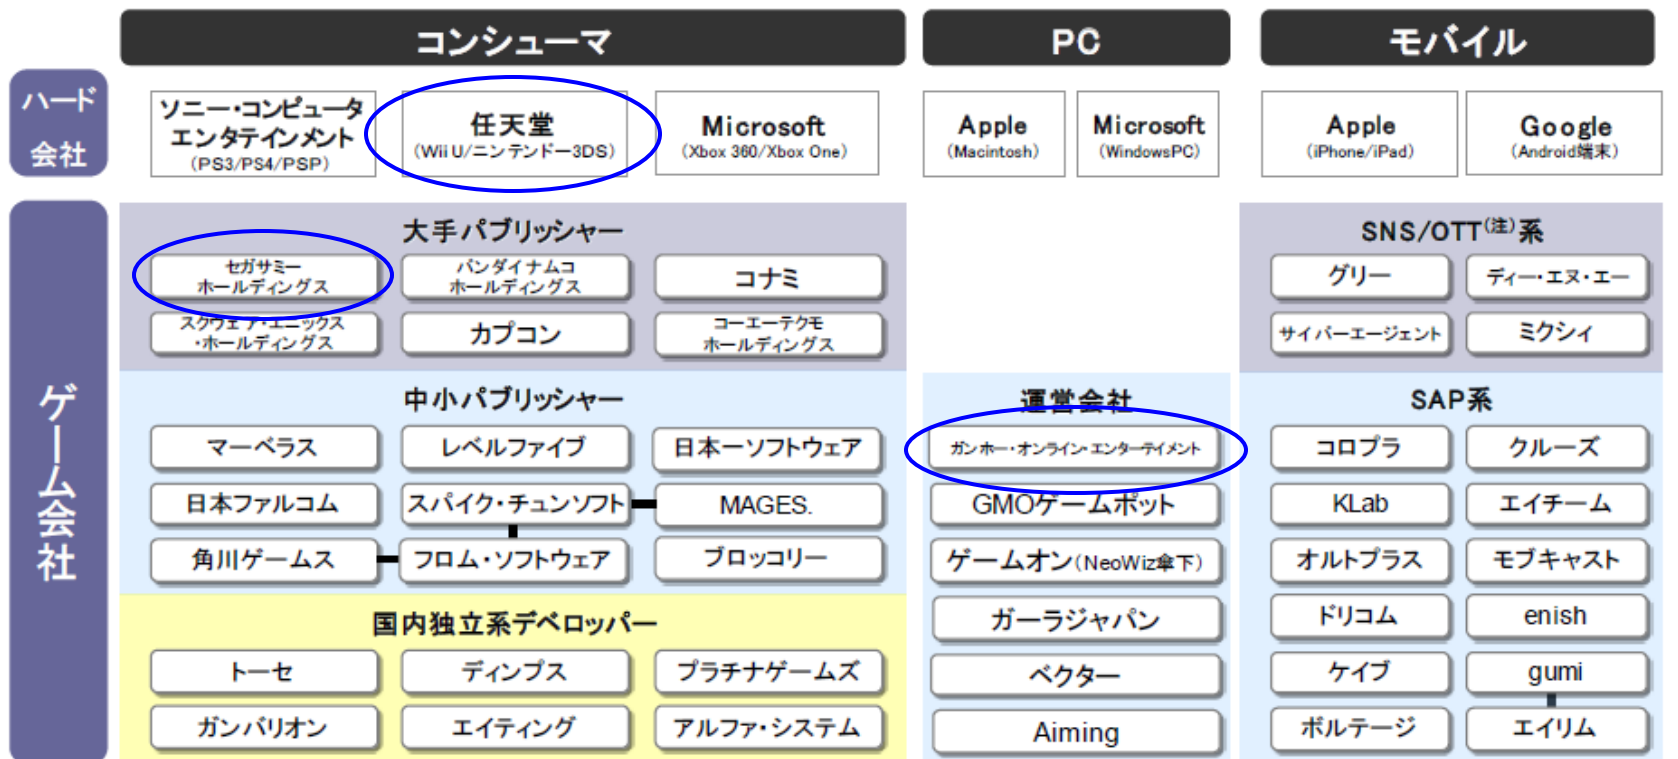 コンシューマ
PC
モバイル
ハード
会社
ソニー・コンピュータ
エンタテインメント
(PS3/PS4/PSP)
任天堂
(Wii U/ニンテンドー3DS)
Microsoft
(Xbox 360/Xbox One)
Apple
(Macintosh)
Microsoft
(WindowsPC)
Apple
(iPhone/iPad)
Google
(Android端末)
ゲーム会社
大手パブリッシャー
セガサミー
ホールディングス
バンダイナムコ
ホールディングス
コナミ
スクウェア・エニックス
・ホールディングス
カプコン
コーエーテクモ
ホールディングス
中小パブリッシャー
マーベラス
レベルファイブ
日本一ソフトウェア
日本ファルコム
スパイク・チュンソフト
MAGES.
角川ゲームス
フロム・ソフトウェア
ブロッコリー
国内独立系デベロッパー
トーセ
ディンプス
プラチナゲームズ
ガンバリオン
エイティング
アルファ・システム
運営会社
ガンホー・オンライン・エンターテイメント
GMOゲームポット
ゲームオン(NeoWiz傘下)
ガーラジャパン
ベクター
Aiming
SNS/OTT(注)系
グリー
ディー・エヌ・エー
サイバーエージェント
ミクシィ
SAP系
コロプラ
クルーズ
KLab
エイチーム
オルトプラス
モブキャスト
ドリコム
enish
ケイブ
gumi
ボルテージ
エイリム